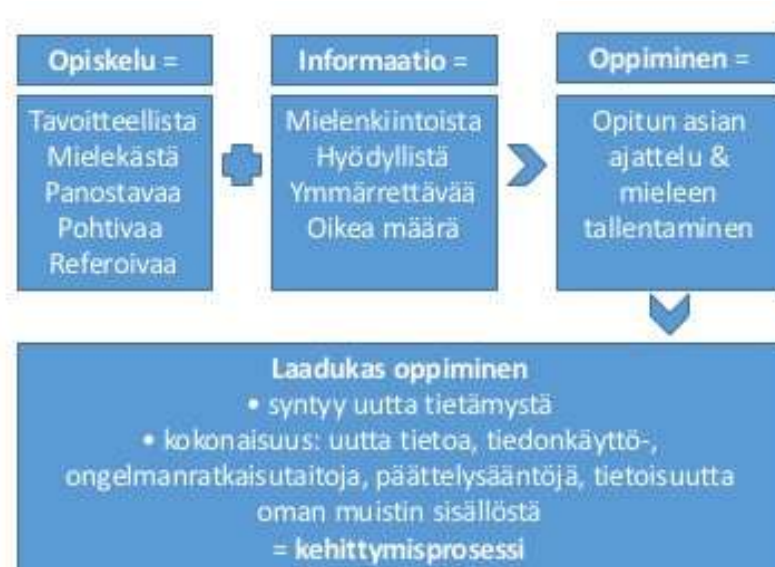 Opiskelu =
Tavoitteellista
Mielekästä
Panostavaa
Pohtivaa
Referoivaa
Informaatio =
Mielenkiintoista
Hyödyllistä
Ymmärrettävää
Oikea määrä
Oppiminen =
Opitun asian
ajattelu &
mieleen
tallentaminen
Laadukas oppiminen
• syntyy uutta tietämystä
• kokonaisuus: uutta tietoa, tiedonkäyttö-,
ongelmanratkaisutaitoja, päättelysääntöjä, tietoisuutta
oman muistin sisällöstä
= kehittymisprosessi